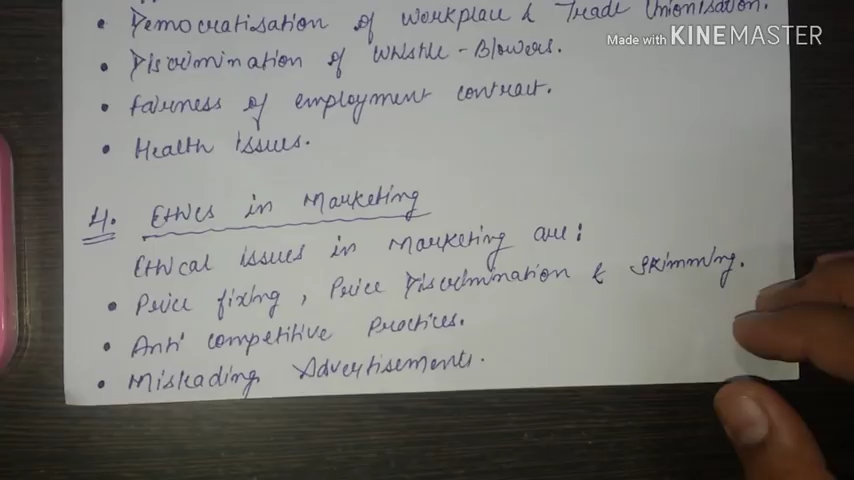 • Democratisation of workplace & Trade Unionisation.
Made with KINEMASTER
• Discrimination of Whistle-Blowers.
• Fairness of employment contract.
• Health Issues.
4. Ethics in Marketing
Ethical issues in Marketing are:
• Price fixing, Price Discrimination & Skimming.
• Anti competitive Practices.
• Misleading Advertisements.